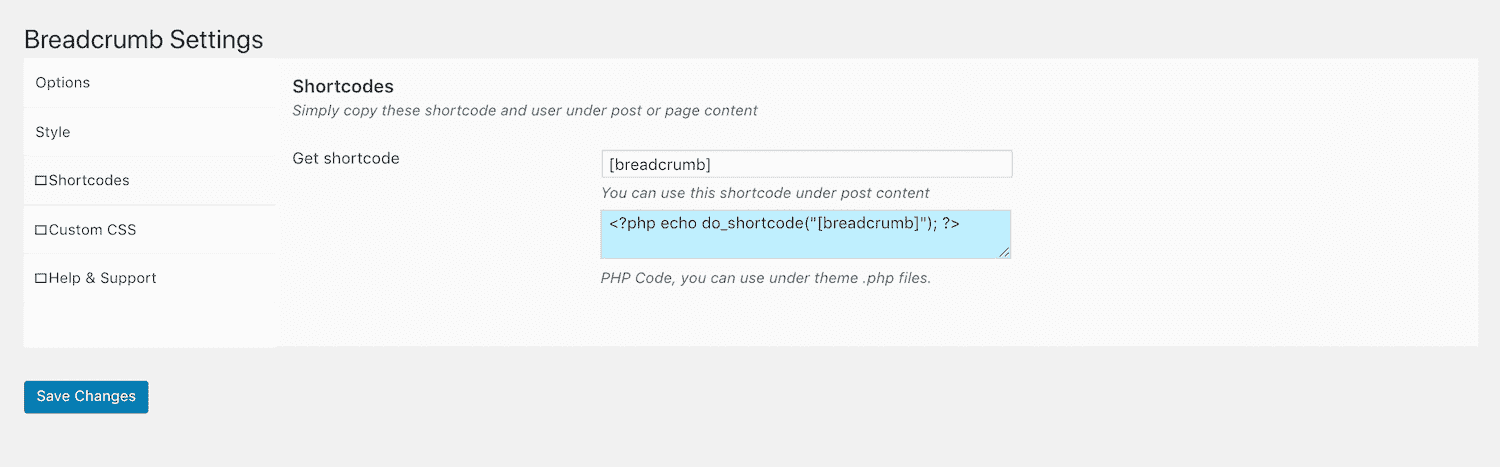 Breadcrumb Settings
Options
Style
Shortcodes
Custom CSS
Help & Support
Shortcodes
Simply copy these shortcode and user under post or page content
Get shortcode
[breadcrumb]
You can use this shortcode under post content
<?php echo do_shortcode("[breadcrumb]"); ?>
PHP Code, you can use under theme .php files.
Save Changes